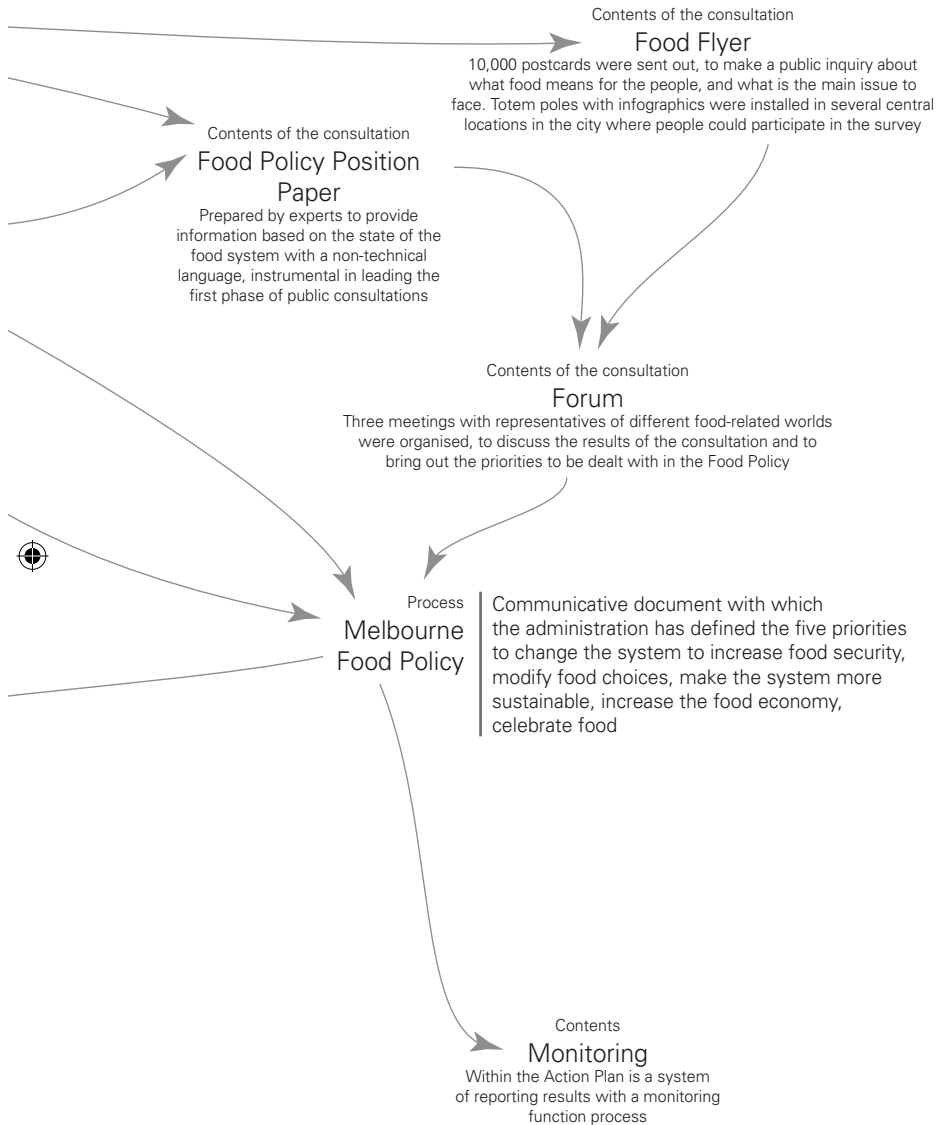 Contents of the consultation
Food Flyer
10,000 postcards were sent out, to make a public inquiry about
what food means for the people, and what is the main issue to
face. Totem poles with infographics were installed in several central
locations in the city where people could participate in the survey
Contents of the consultation
Food Policy Position
Paper
Prepared by experts to provide
information based on the state of the
food system with a non-technical
language, instrumental in leading the
first phase of public consultations
Contents of the consultation
Forum
Three meetings with representatives of different food-related worlds
were organised, to discuss the results of the consultation and to
bring out the priorities to be dealt with in the Food Policy
Process
Melbourne
Food Policy
Communicative document with which
the administration has defined the five priorities
to change the system to increase food security,
modify food choices, make the system more
sustainable, increase the food economy,
celebrate food
Contents
Monitoring
Within the Action Plan is a system
of reporting results with a monitoring
function process